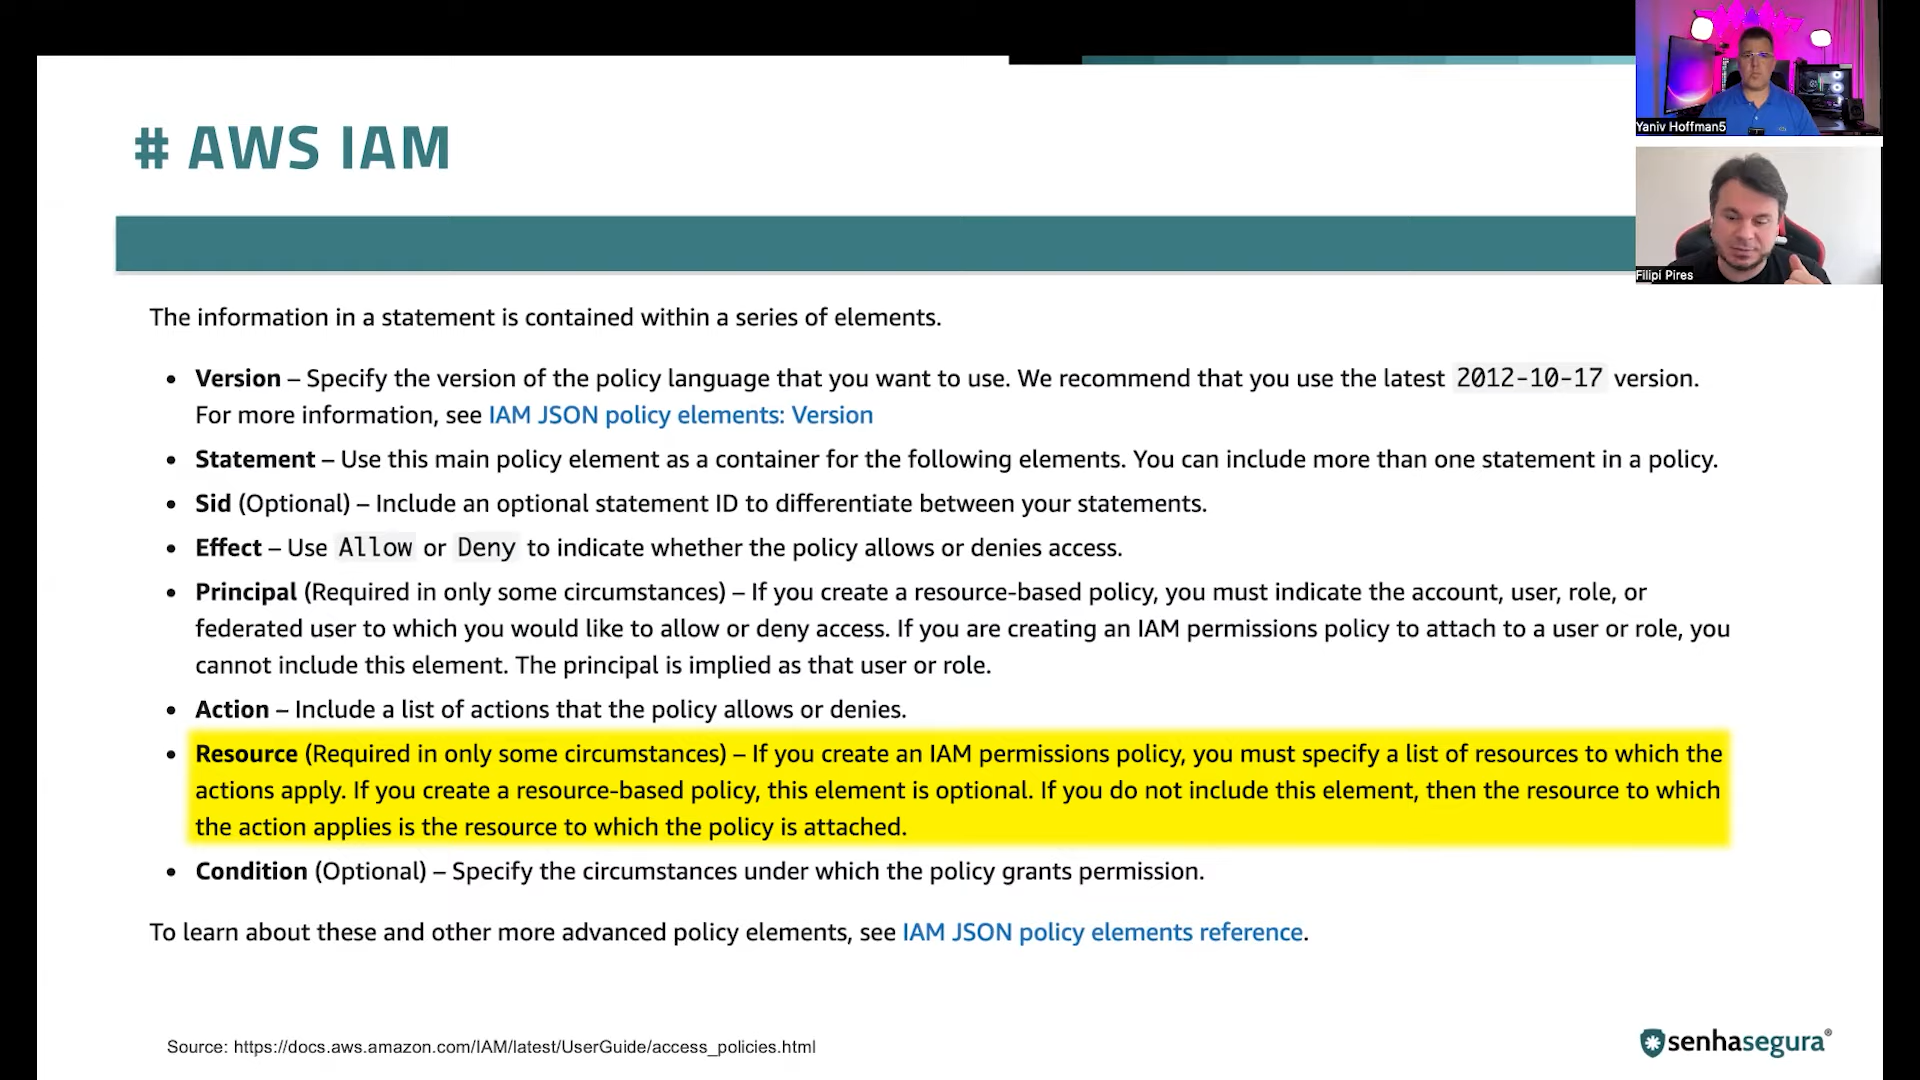 # AWS IAM
Yaniv Hoffman5
Filipi Pires
The information in a statement is contained within a series of elements.
• Version – Specify the version of the policy language that you want to use. We recommend that you use the latest 2012-10-17 version.
For more information, see IAM JSON policy elements: Version
• Statement – Use this main policy element as a container for the following elements. You can include more than one statement in a policy.
• Sid (Optional) – Include an optional statement ID to differentiate between your statements.
• Effect – Use Allow or Deny to indicate whether the policy allows or denies access.
• Principal (Required in only some circumstances) – If you create a resource-based policy, you must indicate the account, user, role, or
federated user to which you would like to allow or deny access. If you are creating an IAM permissions policy to attach to a user or role, you
cannot include this element. The principal is implied as that user or role.
• Action – Include a list of actions that the policy allows or denies.
• Resource (Required in only some circumstances) – If you create an IAM permissions policy, you must specify a list of resources to which the
actions apply. If you create a resource-based policy, this element is optional. If you do not include this element, then the resource to which
the action applies is the resource to which the policy is attached.
• Condition (Optional) – Specify the circumstances under which the policy grants permission.
To learn about these and other more advanced policy elements, see IAM JSON policy elements reference.
Source: https://docs.aws.amazon.com/IAM/latest/UserGuide/access_policies.html
senhasegura®